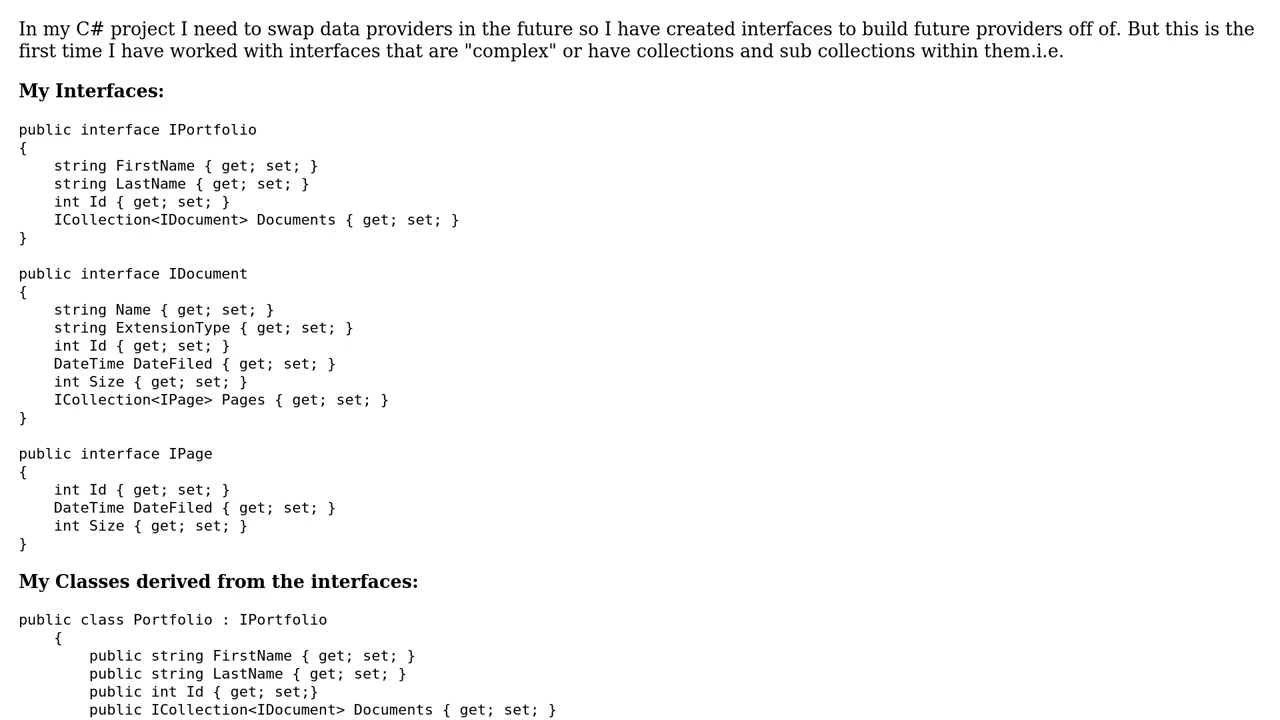 In my C# project I need to swap data providers in the future so I have created interfaces to build future providers off of. But this is the
first time I have worked with interfaces that are "complex" or have collections and sub collections within them.i.e.
My Interfaces:
public interface IPortfolio
{
    string FirstName { get; set; }
    string LastName { get; set; }
    int Id { get; set; }
    ICollection<IDocument> Documents { get; set; }
}
public interface IDocument
{
    string Name { get; set; }
    string ExtensionType { get; set; }
    int Id { get; set; }
    DateTime DateFiled { get; set; }
    int Size { get; set; }
    ICollection<IPage> Pages { get; set; }
}
public interface IPage
{
    int Id { get; set; }
    DateTime DateFiled { get; set; }
    int Size { get; set; }
}
My Classes derived from the interfaces:
public class Portfolio : IPortfolio
    {
        public string FirstName { get; set; }
        public string LastName { get; set; }
        public int Id { get; set;}
        public ICollection<IDocument> Documents { get; set; }